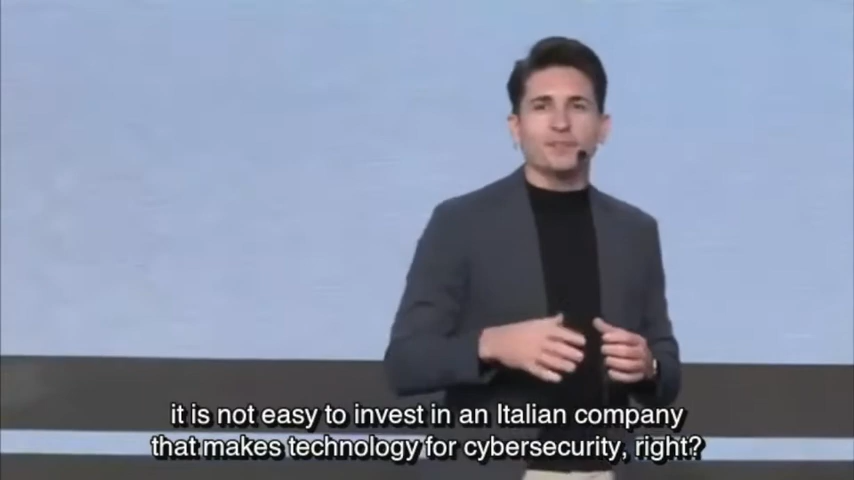 it is not easy to invest in an Italian company
that makes technology for cybersecurity, right?